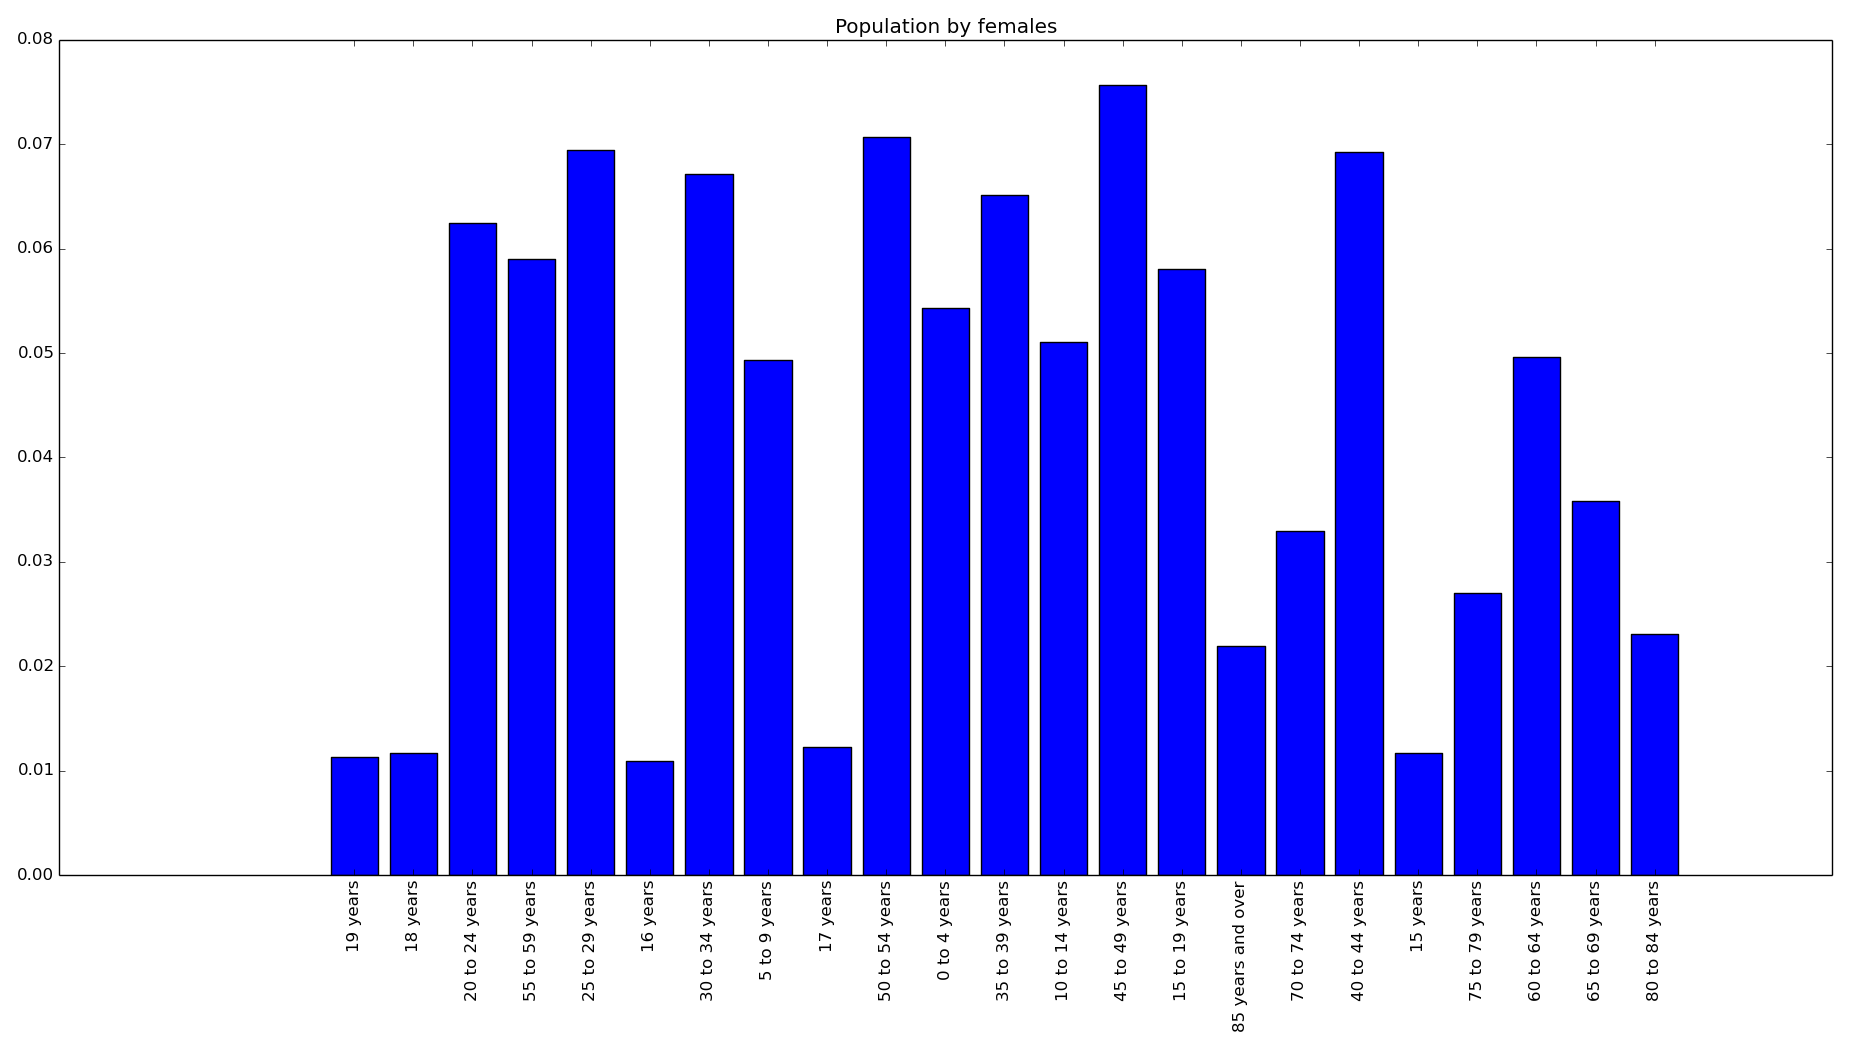 Population by females
0.08
0.07
0.06
0.05
0.04
0.03
0.02
0.01
0.00
19 years
18 years
20 to 24 years
55 to 59 years
25 to 29 years
16 years
30 to 34 years
5 to 9 years
17 years
50 to 54 years
0 to 4 years
35 to 39 years
10 to 14 years
45 to 49 years
15 to 19 years
85 years and over
70 to 74 years
40 to 44 years
15 years
75 to 79 years
60 to 64 years
65 to 69 years
80 to 84 years